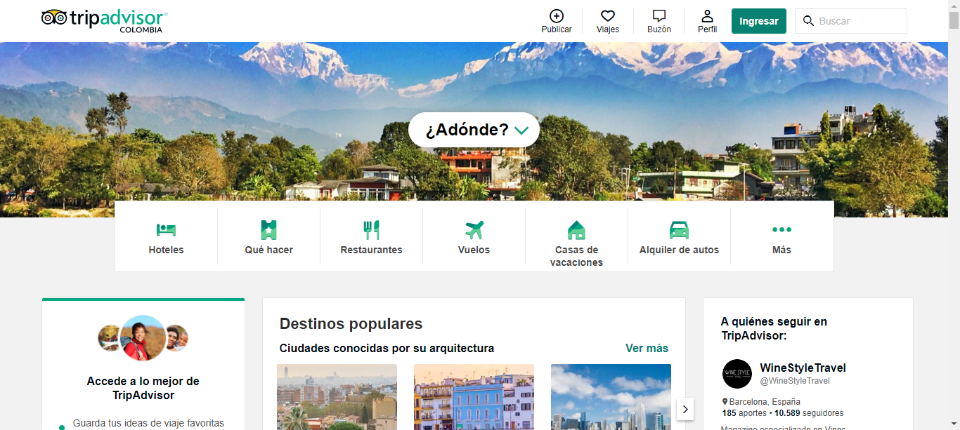 tripadvisor
COLOMBIA
Publicar
Viajes
Buzón
Perfil
Ingresar
Buscar
¿Adónde?
Hoteles
Qué hacer
Restaurantes
Vuelos
Casas de
vacaciones
Alquiler de autos
Más
Accede a lo mejor de
TripAdvisor
Guarda tus ideas de viaje favoritas
Destinos populares
Ciudades conocidas por su arquitectura
Ver más
A quiénes seguir en
TripAdvisor:
WINE STYLE
WineStyleTravel
@WineStyleTravel
Barcelona, España
185 aportes • 10.589 seguidores
Magazine especializado en Vinos